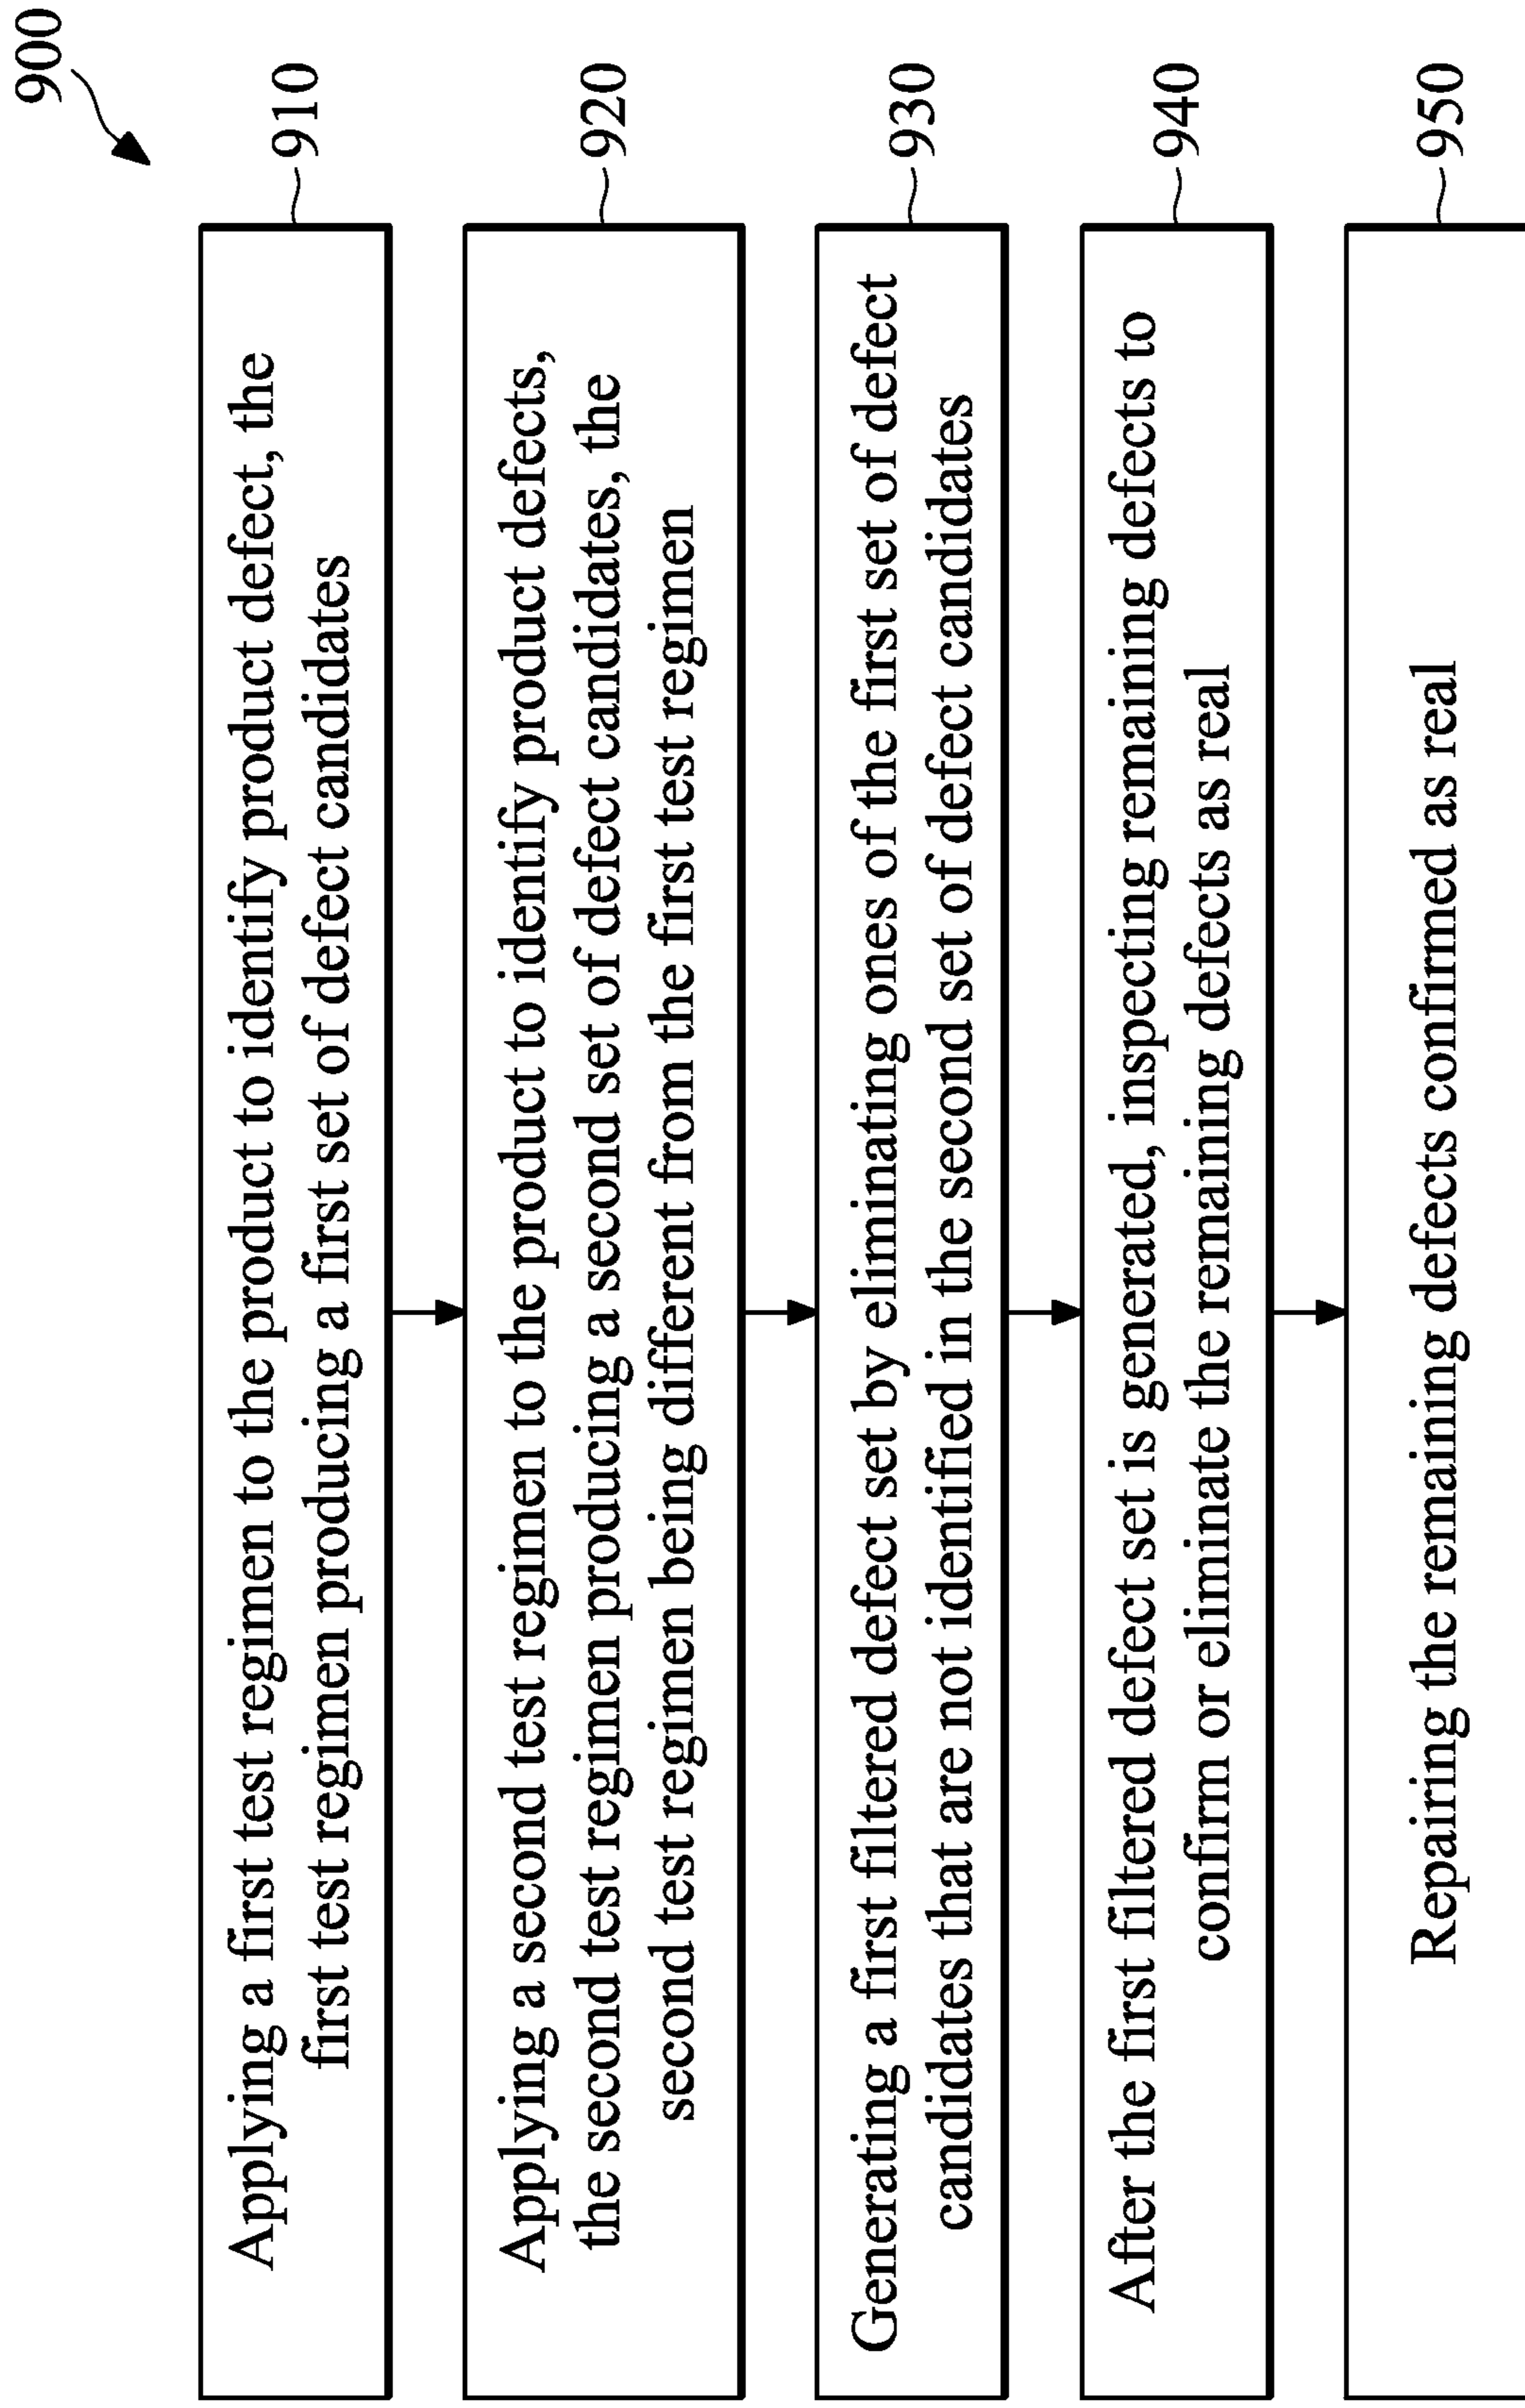 900
Applying a first test regimen to the product to identify product defect, the
first test regimen producing a first set of defect candidates
910
Applying a second test regimen to the product to identify product defects,
the second test regimen producing a second set of defect candidates, the
second test regimen being different from the first test regimen
920
Generating a first filtered defect set by eliminating ones of the first set of defect
candidates that are not identified in the second set of defect candidates
930
After the first filtered defect set is generated, inspecting remaining defects to
confirm or eliminate the remaining defects as real
940
Repairing the remaining defects confirmed as real
950